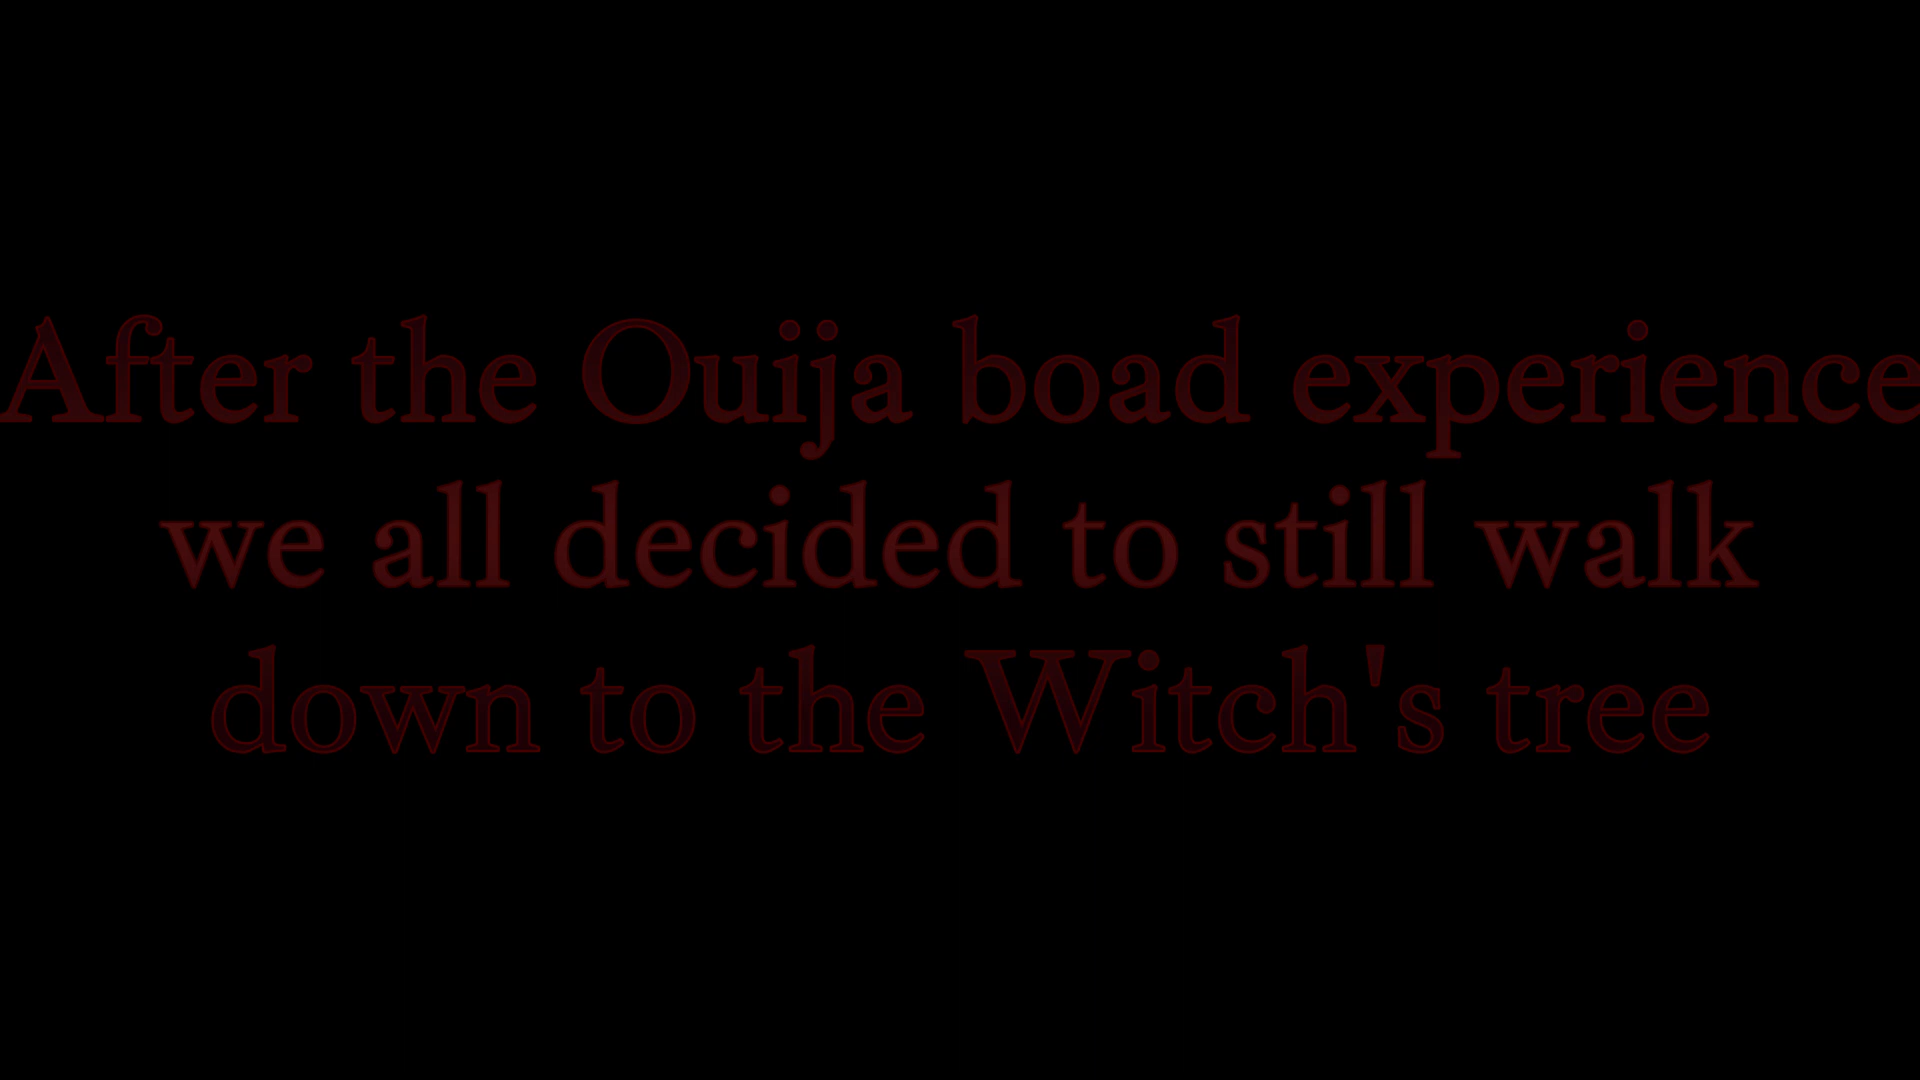 After the Ouija boad experience
we all decided to still walk
down to the Witch's tree